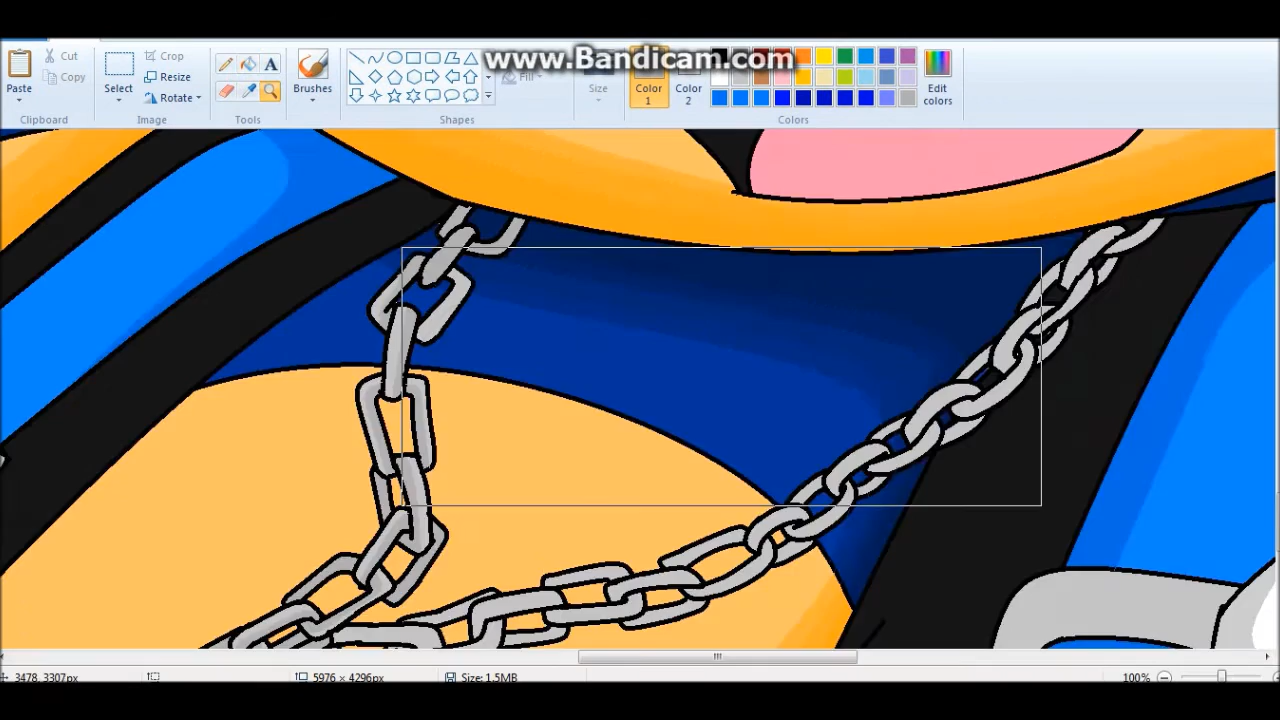 www.Bandicam.com
Paste
Cut
Copy
Clipboard
Select
Crop
Resize
Rotate
Image
Tools
Brushes
Shapes
Fill
Size
Color 1
Color 2
Edit colors
Colors
3478, 3307px
5976 × 4296px
Size: 1.5MB
100%